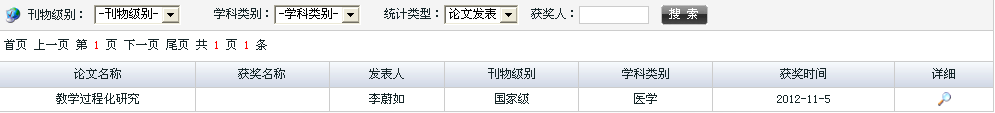 刊物级别： -刊物级别- 学科类别： -学科类别- 统计类型： 论文发表 获奖人： 搜 索
首页 上一页 第 1 页 下一页 尾页 共 1 页 1 条
论文名称 获奖名称 发表人 刊物级别 学科类别 获奖时间 详细
教学过程化研究 李蔚如 国家级 医学 2012-11-5